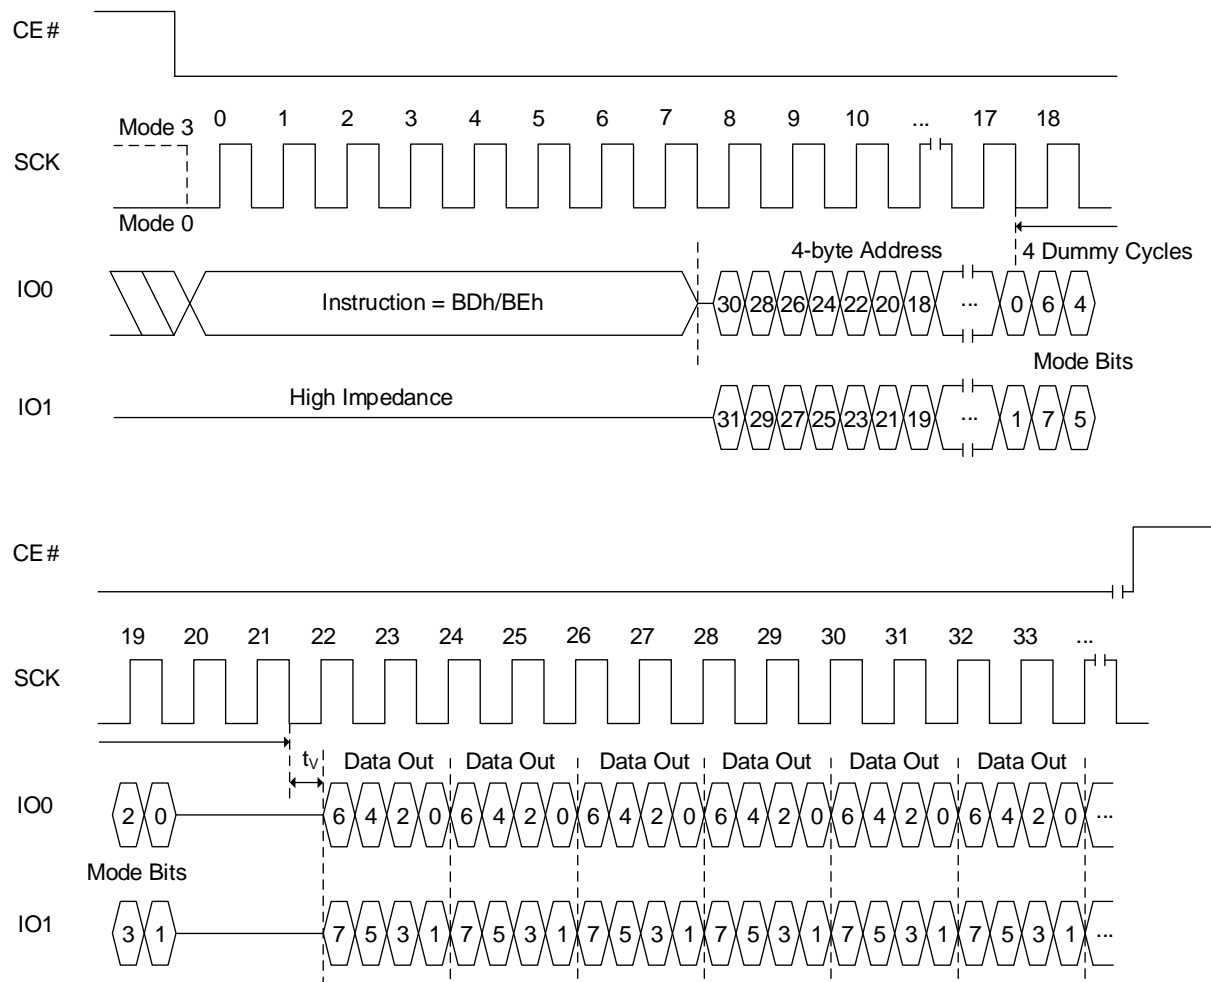 CE#
Mode 3 0 1 2 3 4 5 6 7 8 9 10 ... 17 18
SCK
Mode 0
4-byte Address 4 Dummy Cycles
IO0 Instruction = BDh/BEh 30 28 26 24 22 20 18 ... 0 6 4
Mode Bits
IO1 High Impedance 31 29 27 25 23 21 19 ... 1 7 5
CE#
19 20 21 22 23 24 25 26 27 28 29 30 31 32 33 ...
SCK
tV Data Out Data Out Data Out Data Out Data Out Data Out
IO0 2 0 6 4 2 0 6 4 2 0 6 4 2 0 6 4 2 0 6 4 2 0 6 4 2 0 ...
Mode Bits
IO1 3 1 7 5 3 1 7 5 3 1 7 5 3 1 7 5 3 1 7 5 3 1 7 5 3 1 ...